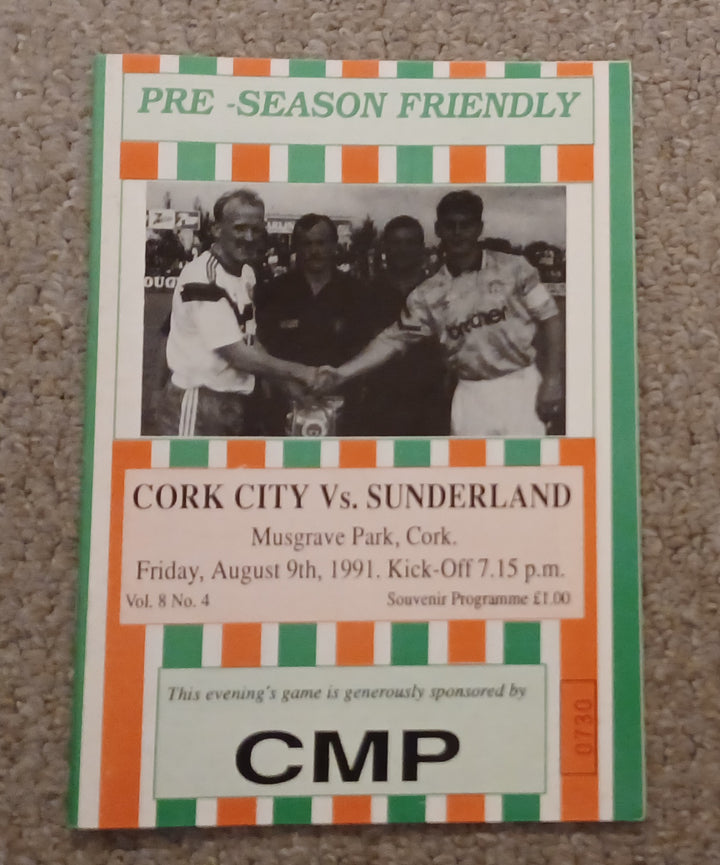 PRE -SEASON FRIENDLY
brother
CORK CITY Vs. SUNDERLAND
Musgrave Park, Cork.
Friday, August 9th, 1991. Kick-Off 7.15 p.m.
Vol. 8 No. 4 Souvenir Programme £1.00
This evening's game is generously sponsored by
CMP
0730